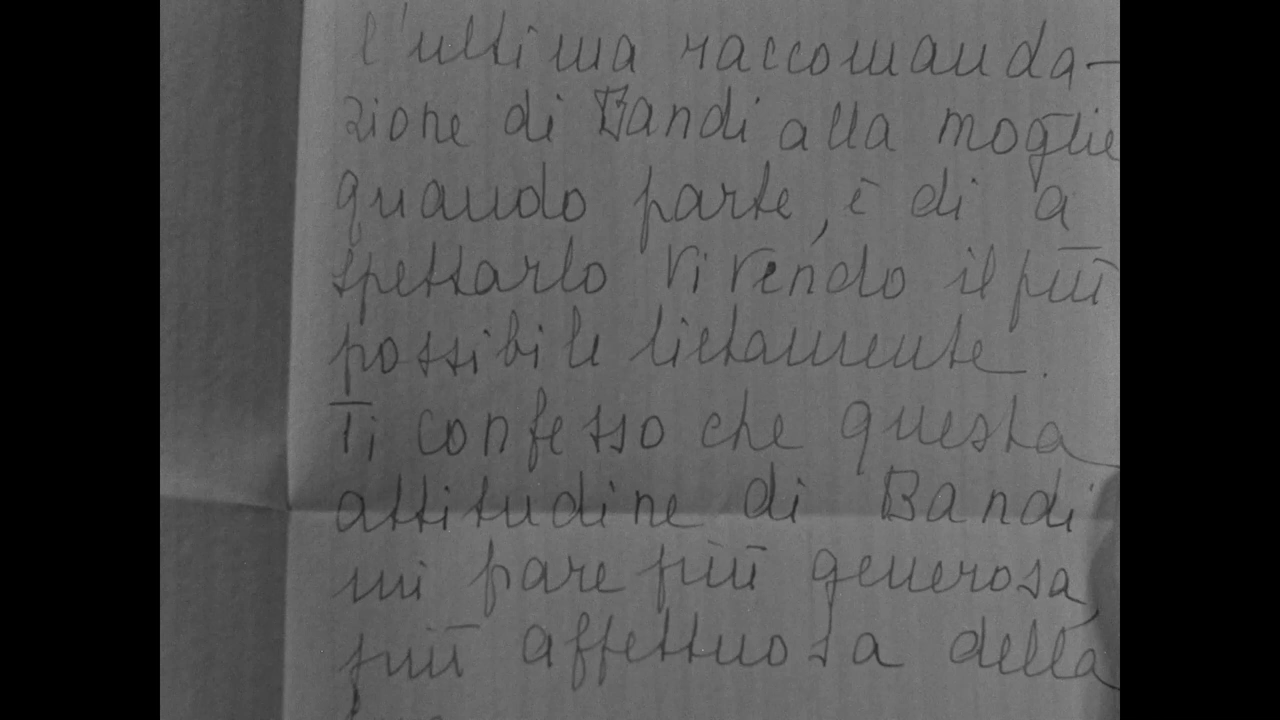 l'ultima raccomanda-
zione di Bandi alla moglie
quando parte, è di a
spettarlo vivendo il più
possibile lietamente.
Ti confesso che questa
attitudine di Bandi
mi pare più generosa,
più affettuosa della